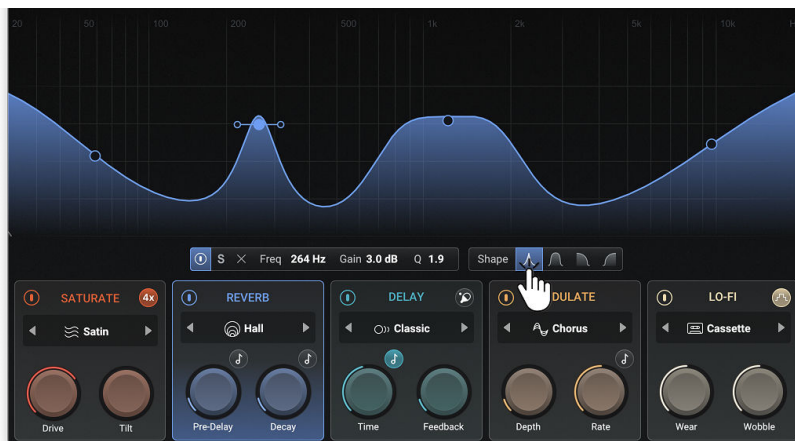 20 50 100 200 500 1k 2k 5k 10k
S Freq 264 Hz Gain 3.0 dB Q 1.9 Shape
SATURATE 4x REVERB DELAY DULATE LO-FI
Satin Hall Classic Chorus Cassette
Drive Tilt Pre-Delay Decay Time Feedback Depth Rate Wear Wobble